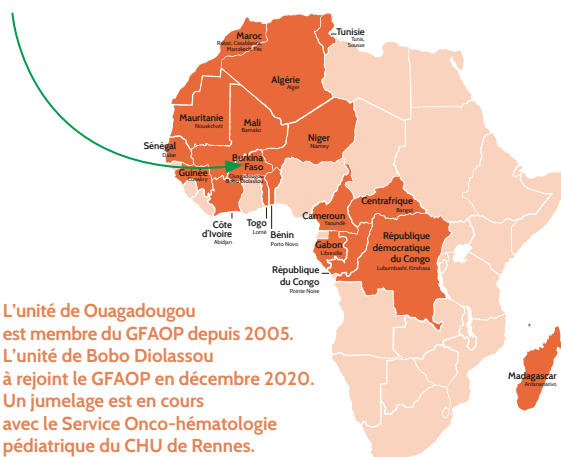 Maroc
Rabat, Casablanca,
Marrakech, Fès
Tunisie
Tunis,
Sousse
Algérie
Alger
Mauritanie
Nouakchott
Mali
Bamako
Niger
Niamey
Sénégal
Dakar
Burkina
Faso
Ouagadougou
Bobo Diolassou
Guinée
Conakry
Côte
d'Ivoire
Abidjan
Togo
Lomé
Bénin
Porto Novo
Cameroun
Yaoundé
Centrafrique
Bangui
Gabon
Libreville
République
démocratique
du Congo
Lubumbashi, Kinshasa
République
du Congo
Pointe Noire
Madagascar
Antananarivo
L'unité de Ouagadougou
est membre du GFAOP depuis 2005.
L'unité de Bobo Diolassou
à rejoint le GFAOP en décembre 2020.
Un jumelage est en cours
avec le Service Onco-hématologie
pédiatrique du CHU de Rennes.